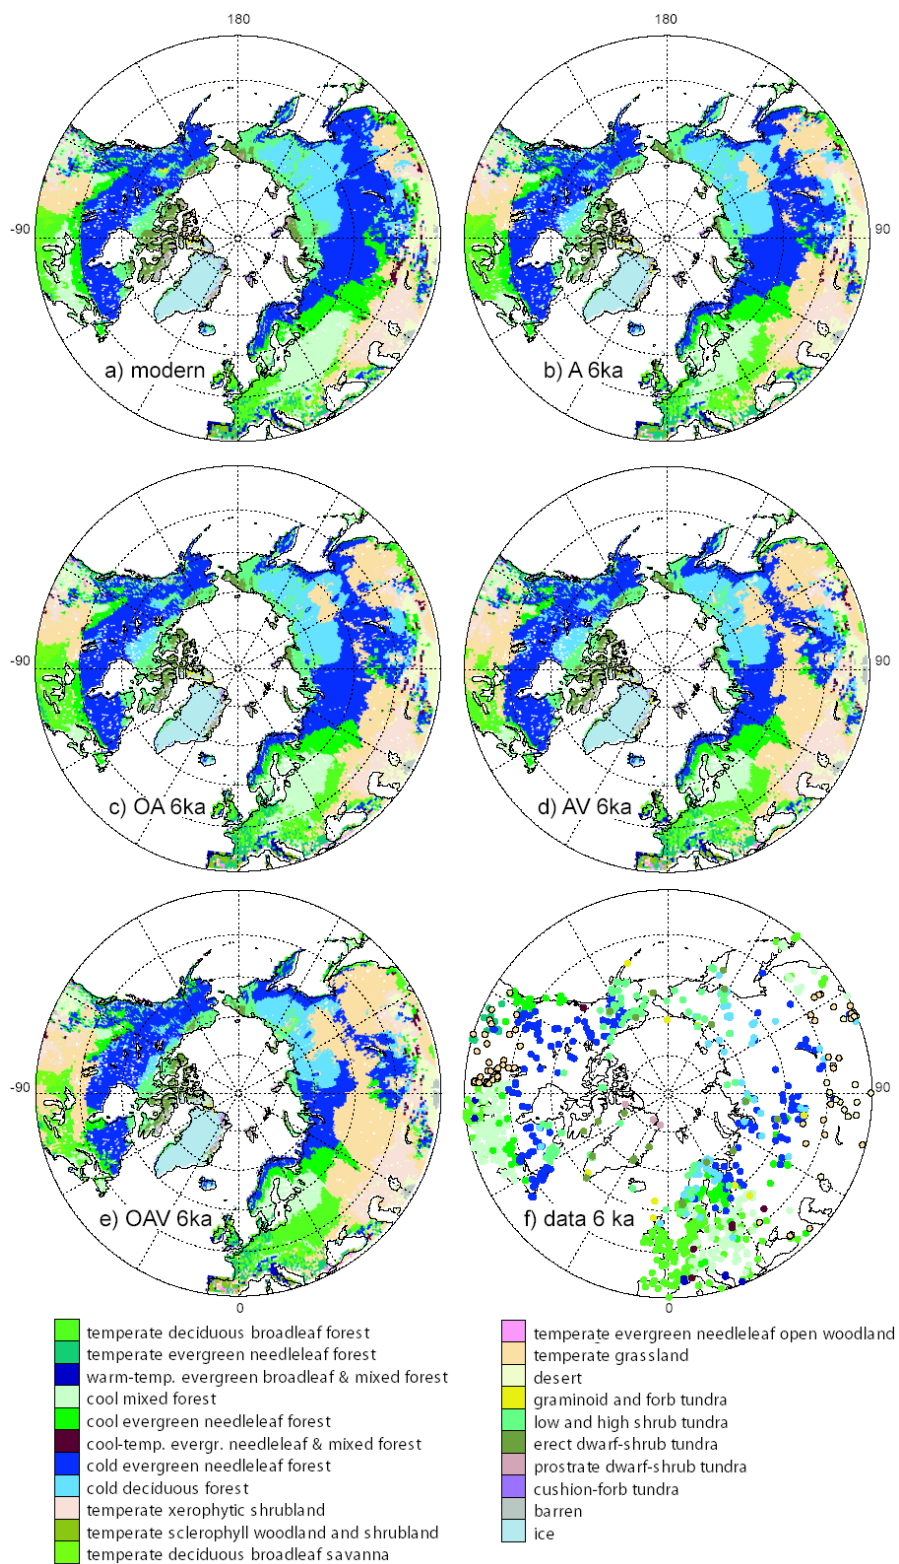 180
180
-90
90
a) modern
b) A 6ka
-90
90
c) OA 6ka
d) AV 6ka
-90
90
e) OAV 6ka
f) data 6 ka
0
0
temperate deciduous broadleaf forest
temperate evergreen needleleaf forest
warm-temp. evergreen broadleaf & mixed forest
cool mixed forest
cool evergreen needleleaf forest
cool-temp. evergr. needleleaf & mixed forest
cold evergreen needleleaf forest
cold deciduous forest
temperate xerophytic shrubland
temperate sclerophyll woodland and shrubland
temperate deciduous broadleaf savanna
temperate evergreen needleleaf open woodland
temperate grassland
desert
graminoid and forb tundra
low and high shrub tundra
erect dwarf-shrub tundra
prostrate dwarf-shrub tundra
cushion-forb tundra
barren
ice